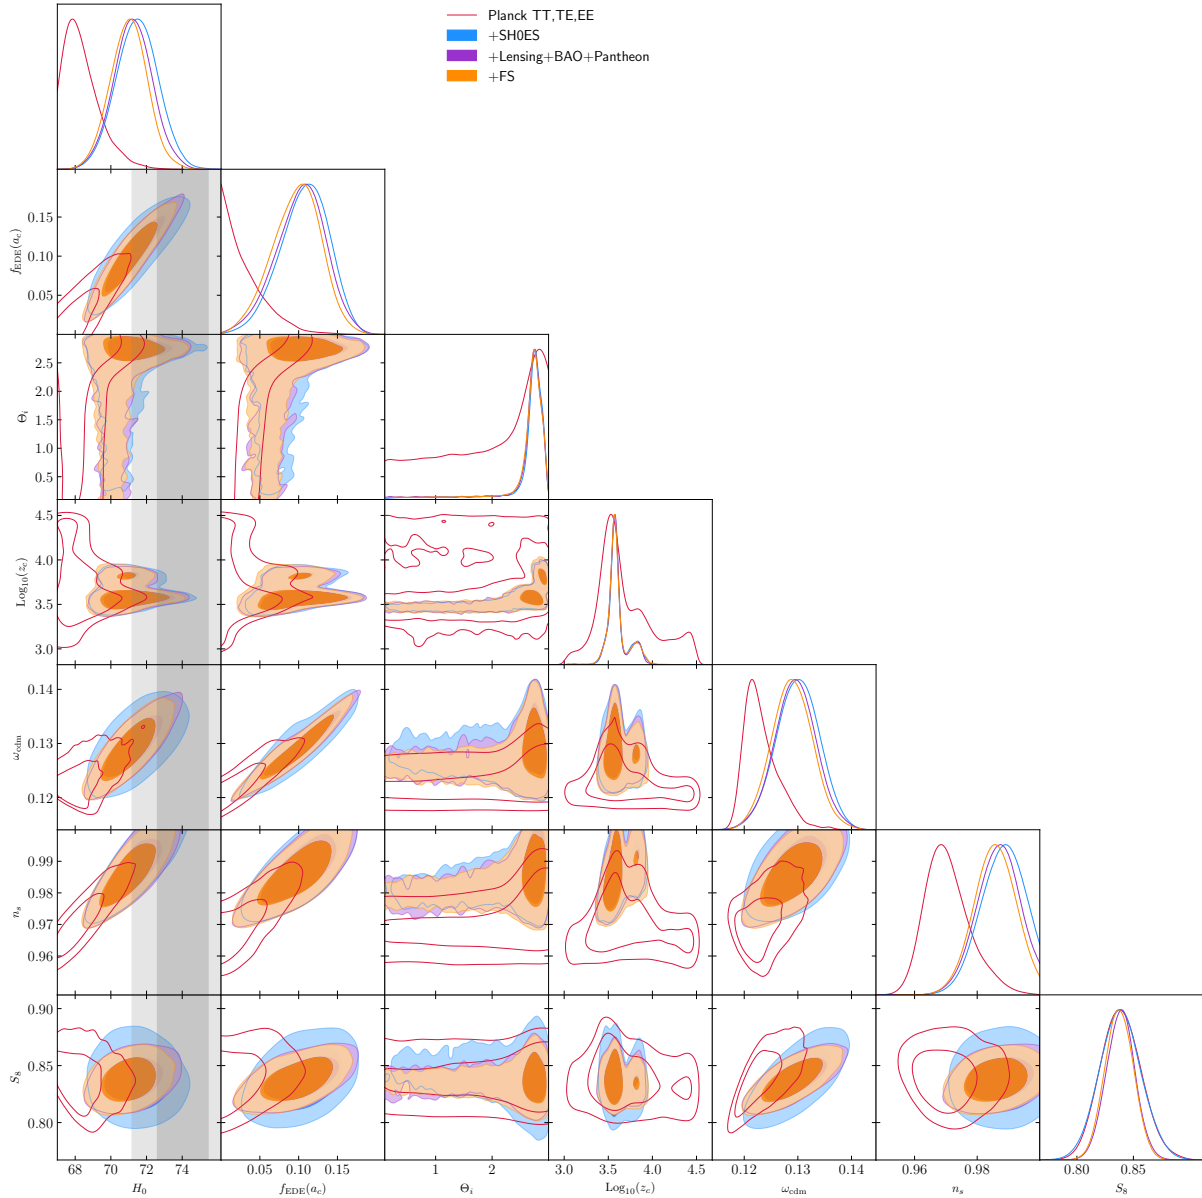 Planck TT,TE,EE
+SH0ES
+Lensing+BAO+Pantheon
+FS
0.15
0.10
0.05
f_EDE(a_c)
2.5
2.0
1.5
1.0
0.5
Θ_i
4.5
4.0
3.5
3.0
Log₁₀(z_c)
0.14
0.13
0.12
ω_cdm
0.99
0.98
0.97
0.96
n_s
0.90
0.85
0.80
S₈
68 70 72 74
0.05 0.10 0.15
1 2
3.0 3.5 4.0 4.5
0.12 0.13 0.14
0.96 0.98
0.80 0.85
H₀ f_EDE(a_c) Θ_i Log₁₀(z_c) ω_cdm n_s S₈